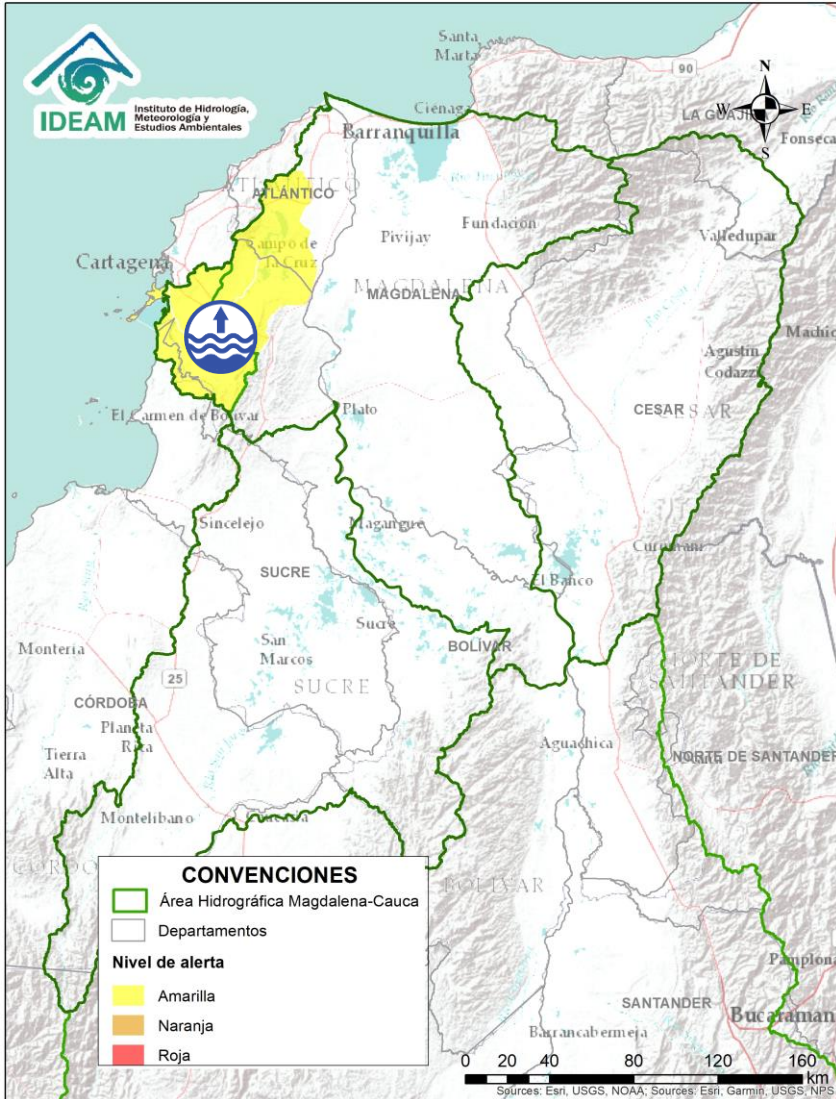 IDEAM
Instituto de Hidrología,
Meteorología y
Estudios Ambientales
Santa
Marta
90
N
W
E
S
LA GUAJIR
Fonseca
Ciénaga
Barranquilla
ATLÁNTICO
ATLÁNTICO
Fundación
Pivijay
Valledupar
Campo de
la Cruz
Cartagena
MAGDALENA
MAGDALENA
Agustín
Codazzi
CESAR
CESAR
El Carmen de Bolívar
Plato
Sincelejo
Magangué
Curumaní
El Banco
SUCRE
Sucre
San
Marcos
SUCRE
BOLÍVAR
Montería
25
NORTE DE
SANTANDER
CÓRDOBA
Planeta
Rica
Tierra
Alta
Aguachica
NORTE DE SANTANDER
Montelíbano
BOLÍVAR
CONVENCIONES
Área Hidrográfica Magdalena-Cauca
Departamentos
Nivel de alerta
Amarilla
Naranja
Roja
Pamplona
SANTANDER
Bucaraman
Barrancabermeja
0 20 40 80 120 160
km
Sources: Esri, USGS, NOAA; Sources: Esri, Garmin, USGS, NPS